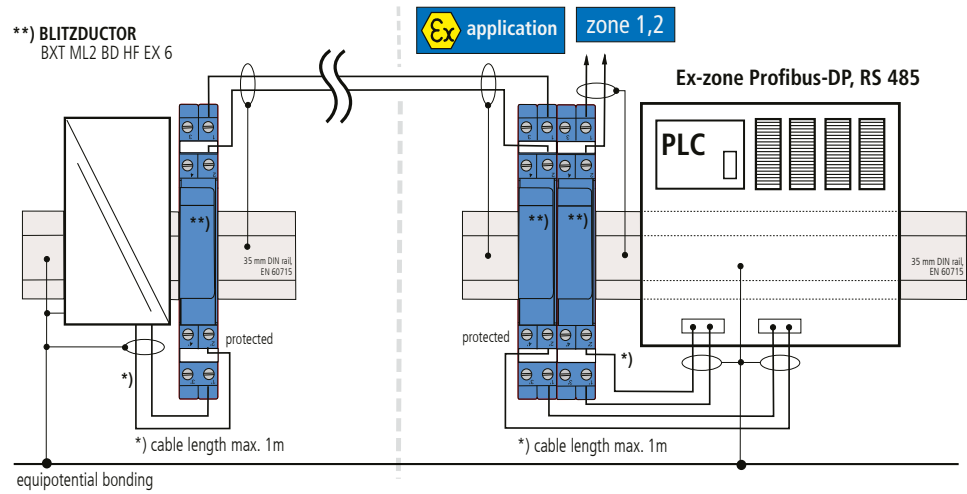 **) BLITZDUCTOR
BXT ML2 BD HF EX 6
Ex application
zone 1,2
Ex-zone Profibus-DP, RS 485
PLC
**)
**)
**)
35 mm DIN rail,
EN 60715
35 mm DIN rail,
EN 60715
protected
protected
*)
*)
*) cable length max. 1m
*) cable length max. 1m
equipotential bonding